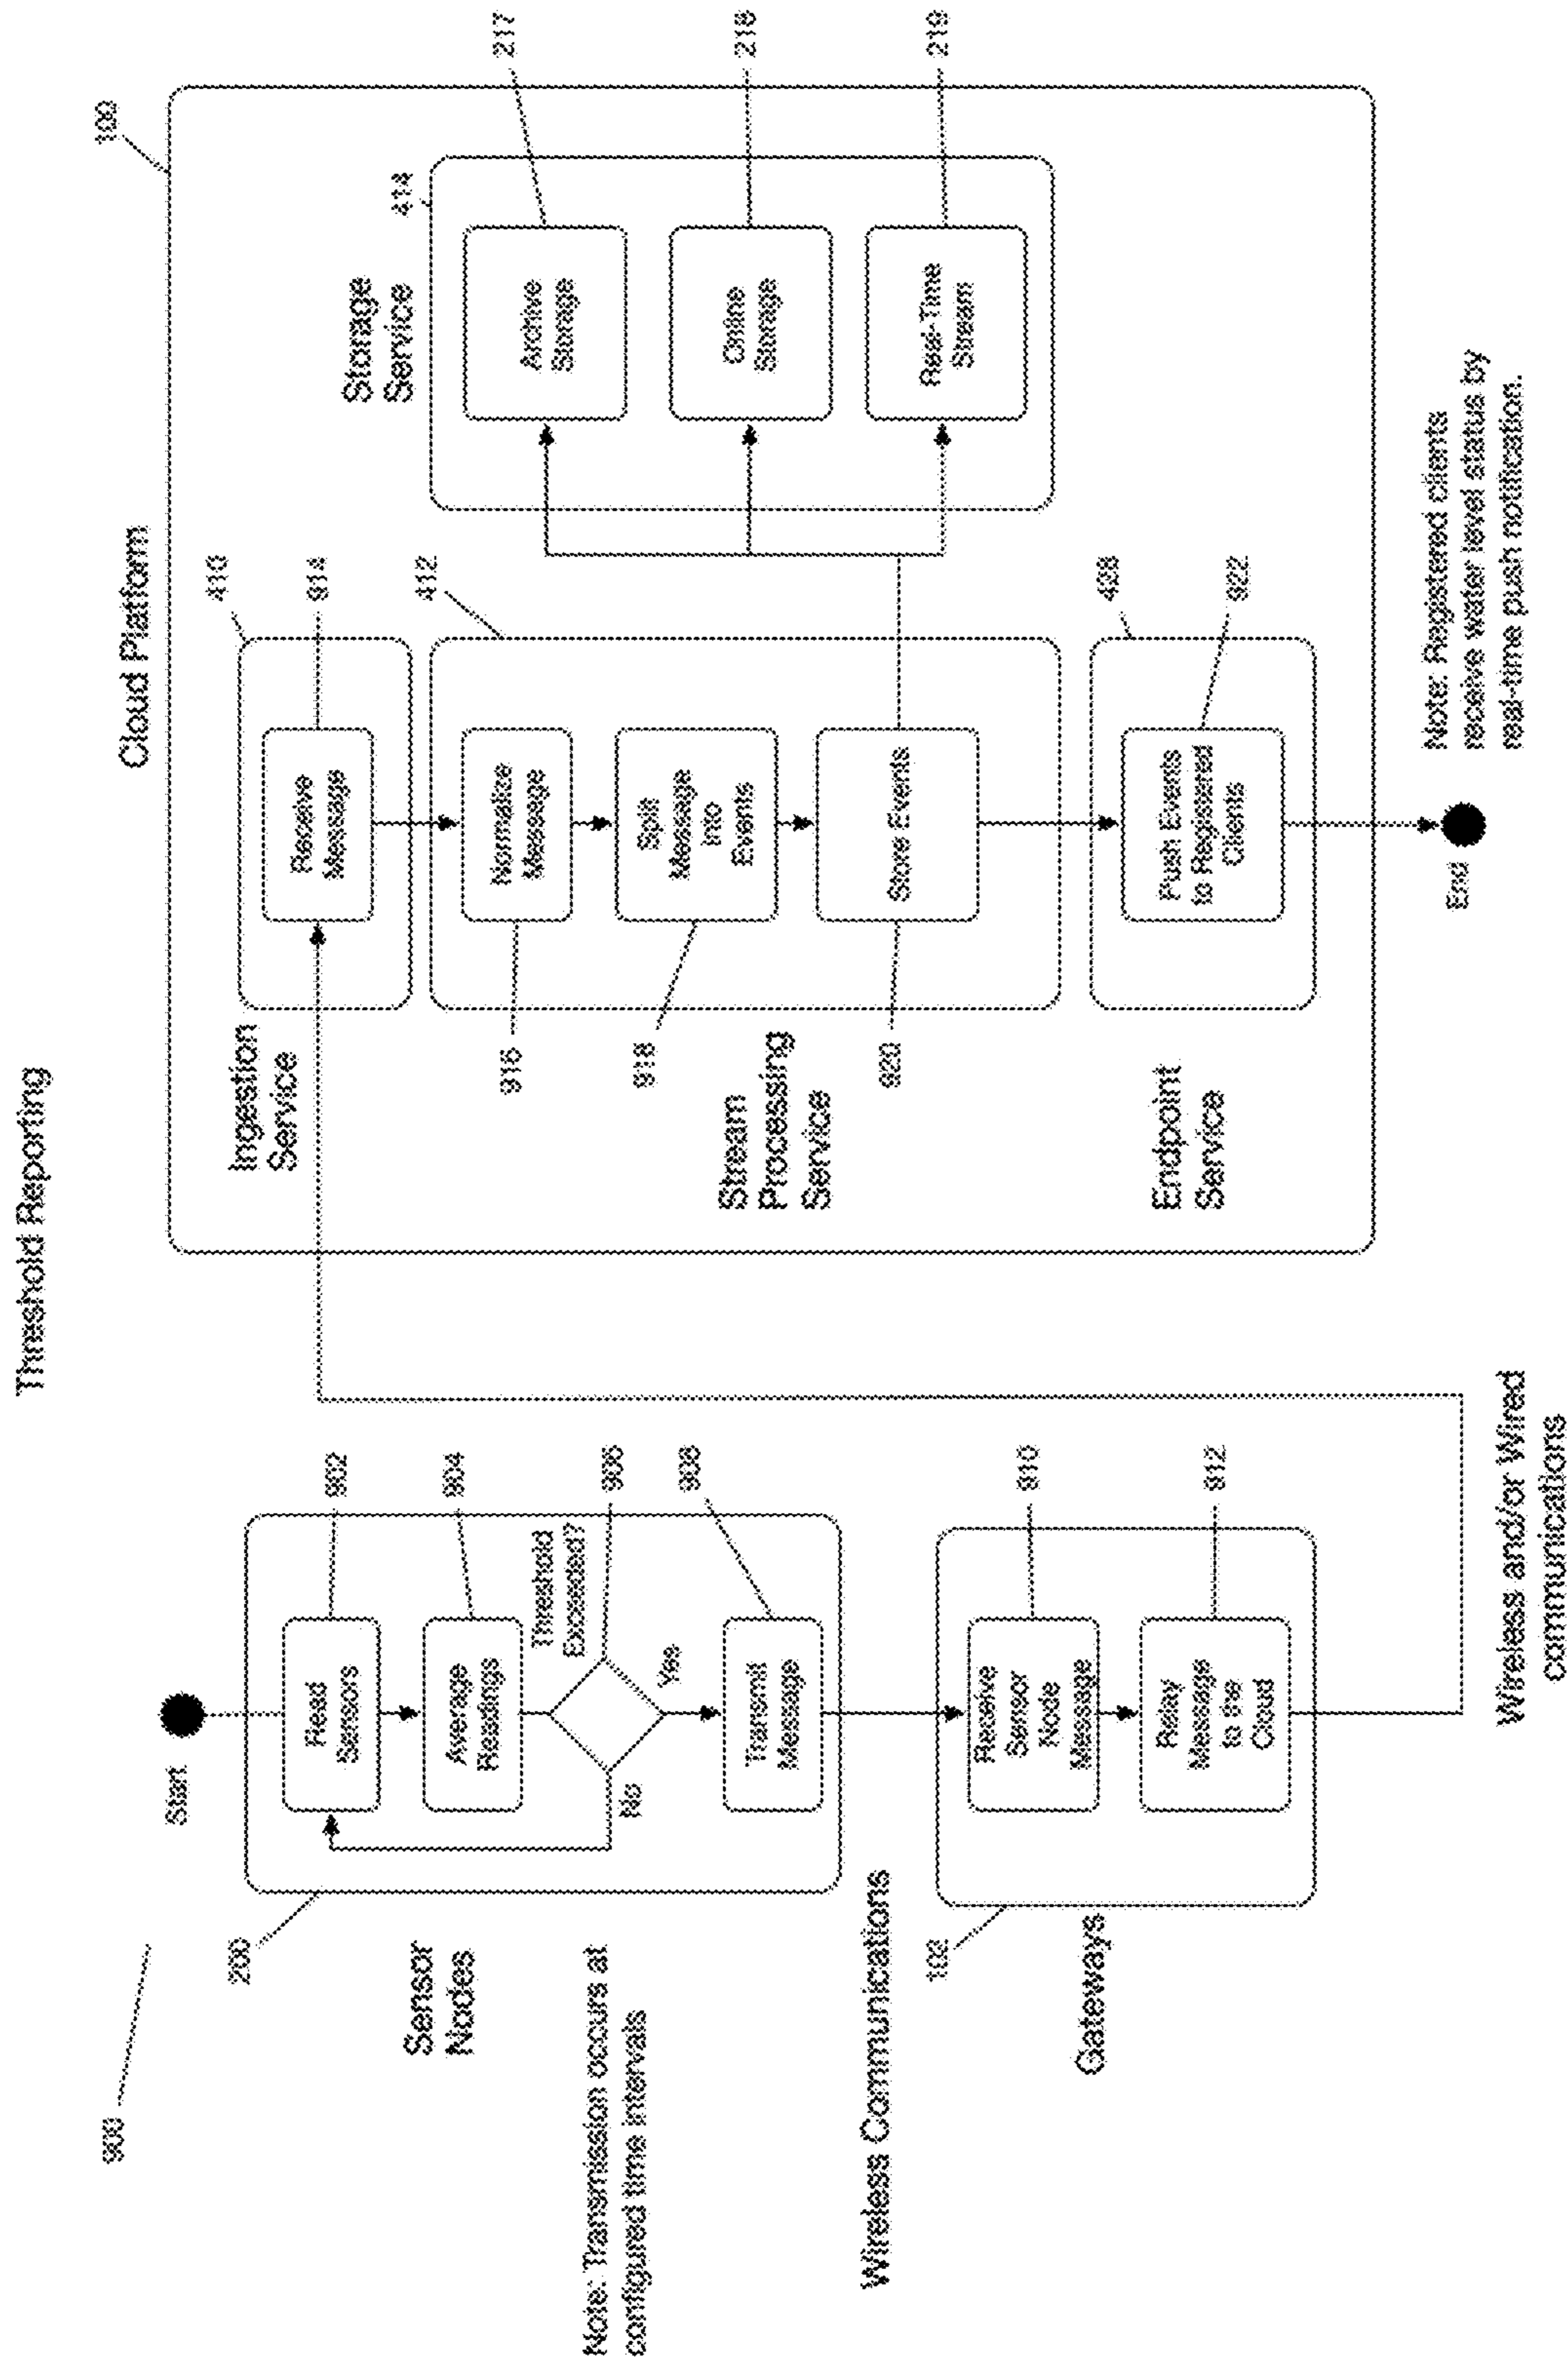 Threshold Reporting
900
Start
200
Sensor
Nodes
Read
Sensors
902
Average
Readings
904
Threshold
Exceeded?
906
No
Yes
Transmit
Message
908
Note: Transmission occurs at
configured time intervals
Wireless Communications
102
Gateways
Receive
Sensor
Node
Message
910
Relay
Message
to the
Cloud
912
Wireless and/or Wired
communications
Cloud Platform
100
Ingestion
Service
410
Receive
Message
914
412
Normalize
Message
916
Split
Message
into
Events
918
Stream
Processing
Service
Store Events
920
Storage
Service
414
Archive
Storage
217
Online
Storage
218
Real-Time
Stream
219
Endpoint
Service
Push Events
to Registered
Clients
922
End
Note: Registered clients
receive water level status by
real-time push notification.